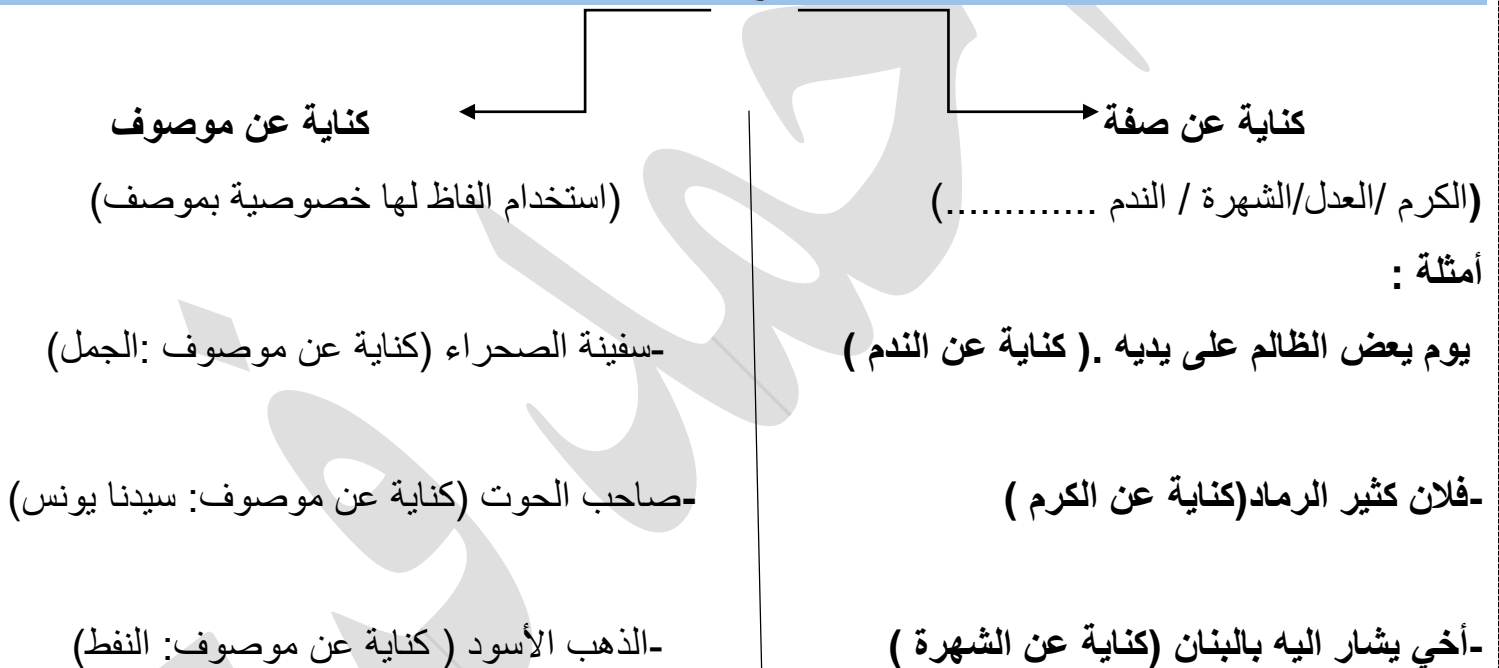 كناية عن صفة
كناية عن موصوف
(الكرم /العدل/الشهرة / الندم .............)
(استخدام الفاظ لها خصوصية بموصف)
أمثلة :
يوم يعض الظالم على يديه .( كناية عن الندم )
-سفينة الصحراء (كناية عن موصوف :الجمل)
-فلان كثير الرماد(كناية عن الكرم )
-صاحب الحوت (كناية عن موصوف: سيدنا يونس)
-أخي يشار اليه بالبنان (كناية عن الشهرة )
-الذهب الأسود ( كناية عن موصوف: النفط)